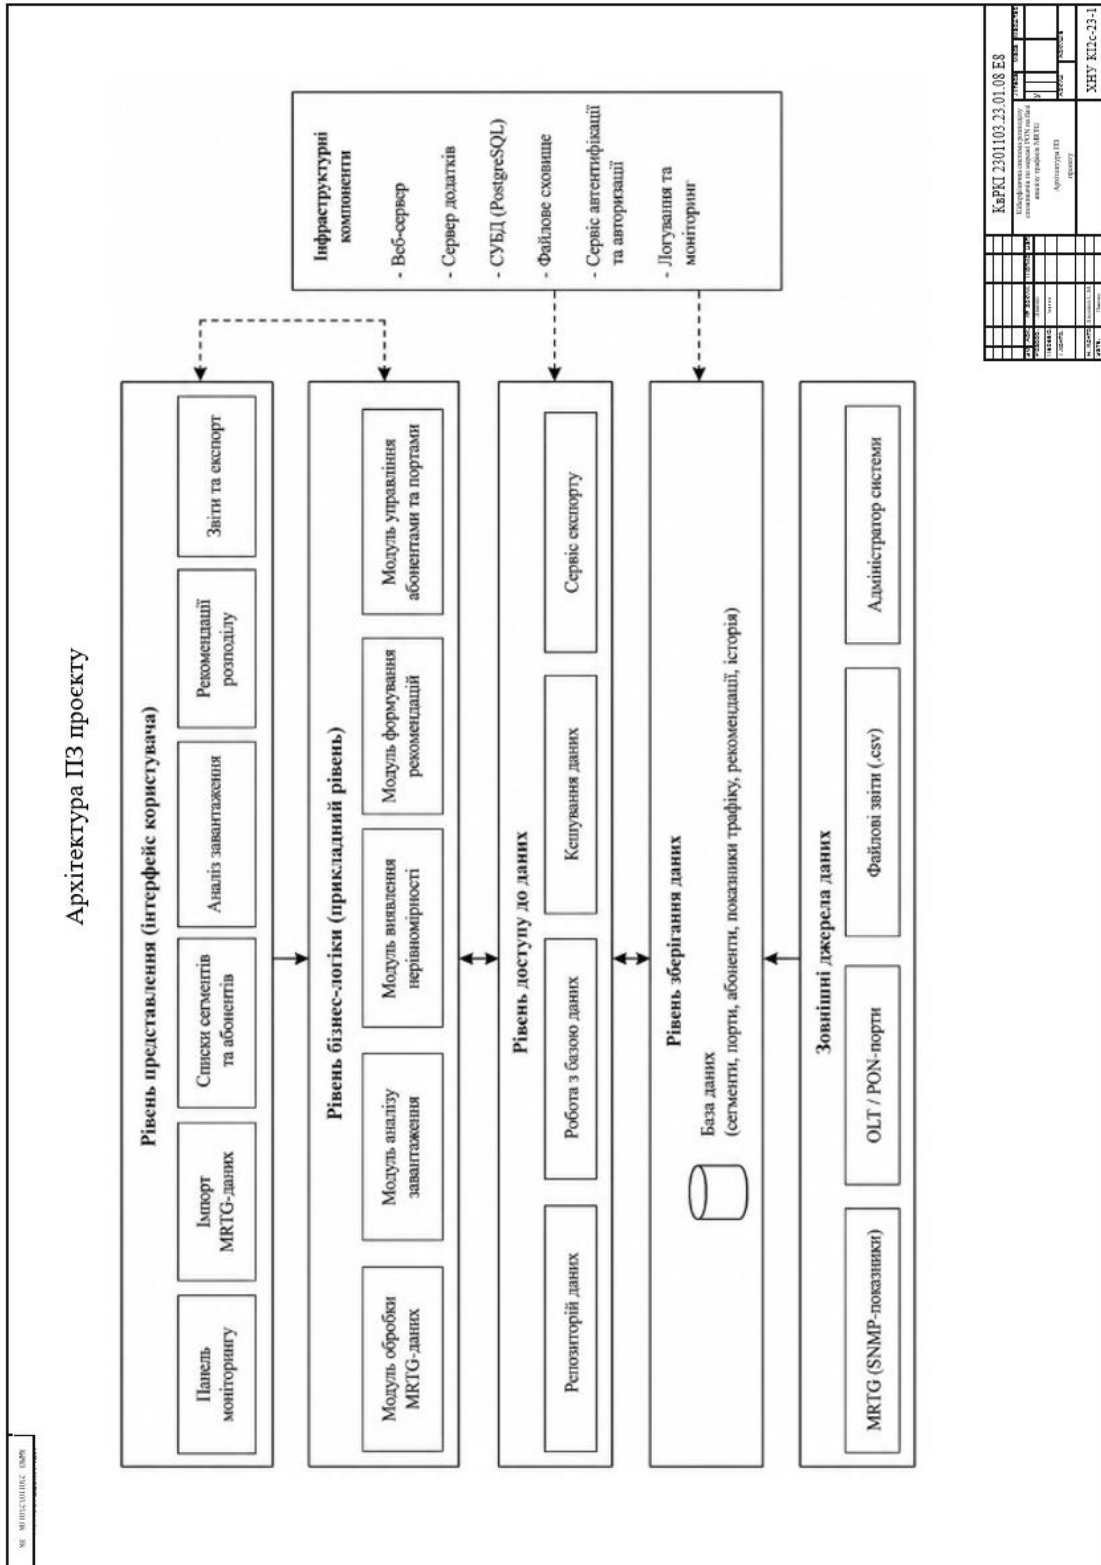 Архітектура ПЗ проєкту
Рівень представлення (інтерфейс користувача)
Панель
моніторингу
Імпорт
MRTG-даних
Списки сегментів
та абонентів
Аналіз завантаження
Рекомендації
розподілу
Звіти та експорт
Рівень бізнес-логіки (прикладний рівень)
Модуль обробки
MRTG-даних
Модуль аналізу
завантаження
Модуль виявлення
нерівномірності
Модуль формування
рекомендацій
Модуль управління
абонентами та портами
Рівень доступу до даних
Репозиторій даних
Робота з базою даних
Кешування даних
Сервіс експорту
Рівень зберігання даних
База даних
(сегменти, порти, абоненти, показники трафіку, рекомендації, історія)
Зовнішні джерела даних
MRTG (SNMP-показники)
OLT / PON-порти
Файлові звіти (.csv)
Адміністратор системи
Інфраструктурні
компоненти
- Веб-сервер
- Сервер додатків
- СУБД (PostgreSQL)
- Файлове сховище
- Сервіс автентифікації
та авторизації
- Логування та
моніторинг
КвРКІ 2301103.23.01.08 Е8
Архітектура ПЗ
проєкту
ХНУ КІ2с-23-1